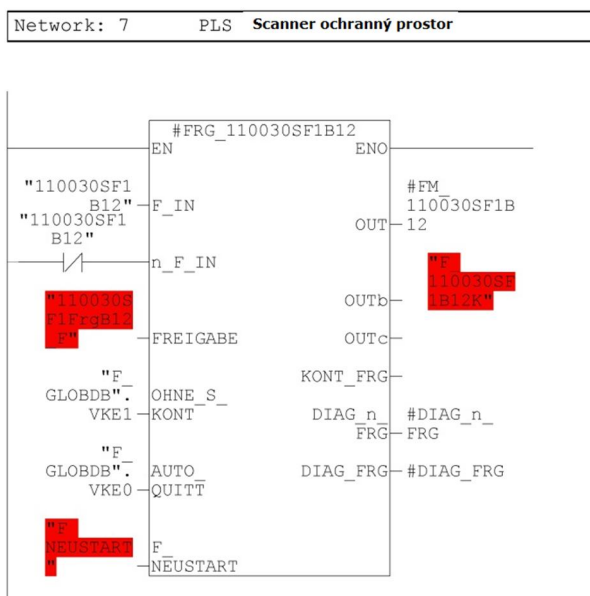 Network: 7 PLS Scanner ochranný prostor
#FRG_110030SF1B12
EN ENO
"110030SF1
B12" F_IN
#FM_
110030SF1B
OUT 12
"110030SF1
B12"
n_F_IN
"F_
110030SF
OUTb 1B12K"
"110030S
F1FrgB12
F" FREIGABE
OUTc
KONT_FRG
"F_
GLOBDB". OHNE_S_
VKE1 KONT
DIAG_n_ #DIAG_n_
FRG FRG
"F_
GLOBDB". AUTO_
VKE0 QUITT
DIAG_FRG #DIAG_FRG
"F_
NEUSTART F_
" NEUSTART